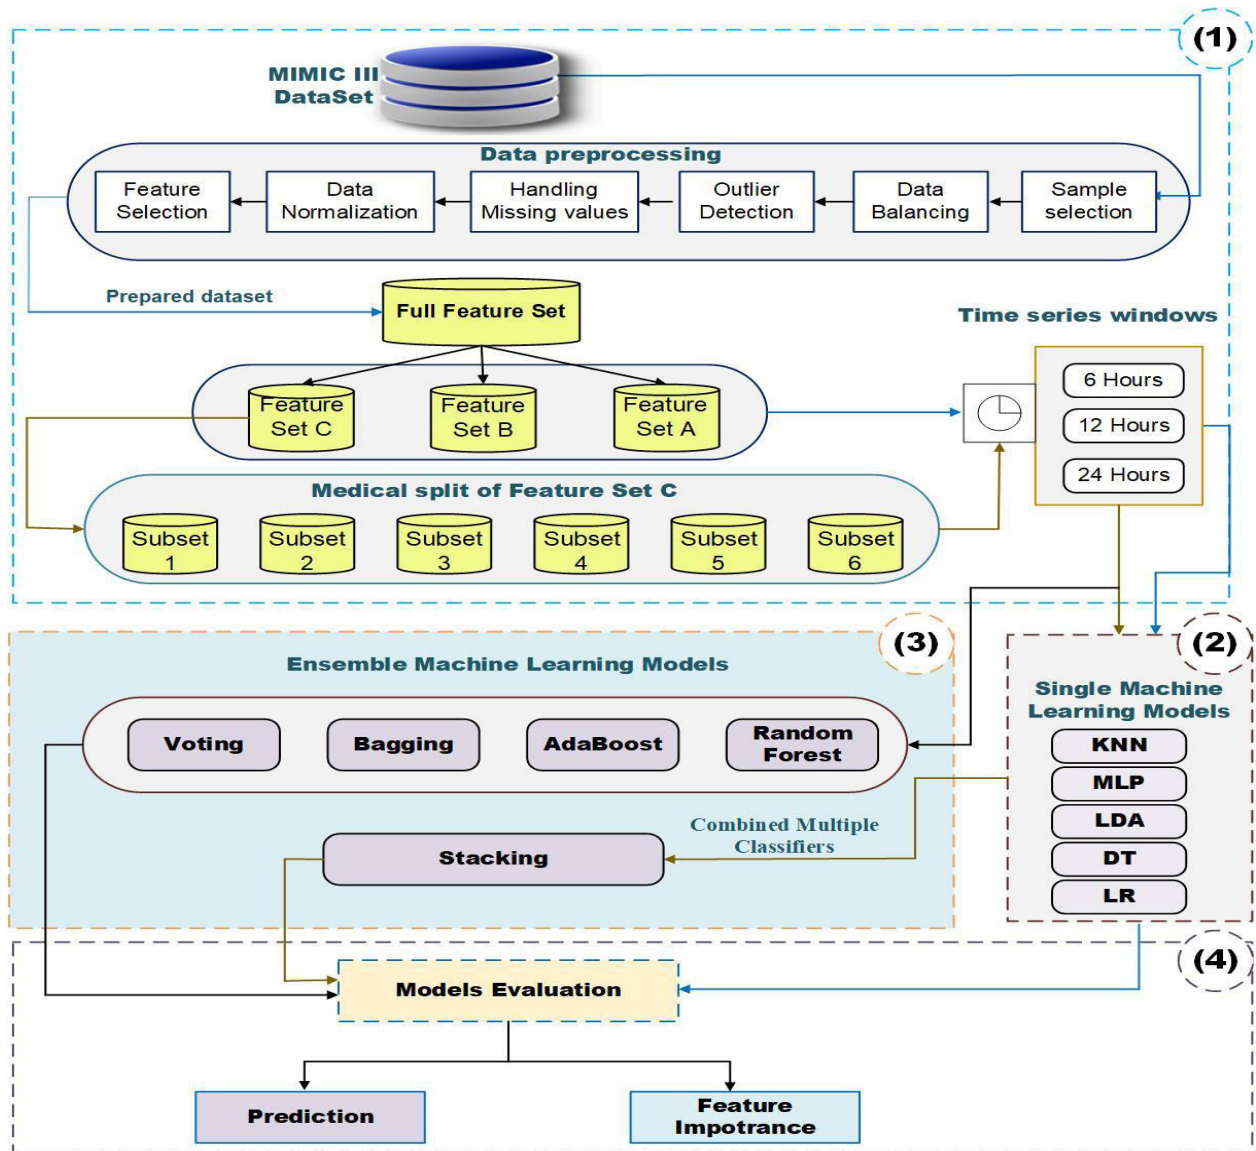 (1)
MIMIC III
DataSet
Data preprocessing
Feature
Selection
Data
Normalization
Handling
Missing values
Outlier
Detection
Data
Balancing
Sample
selection
Prepared dataset
Full Feature Set
Time series windows
6 Hours
12 Hours
24 Hours
Feature
Set C
Feature
Set B
Feature
Set A
Medical split of Feature Set C
Subset
1
Subset
2
Subset
3
Subset
4
Subset
5
Subset
6
(3)
Ensemble Machine Learning Models
Voting
Bagging
AdaBoost
Random
Forest
Combined Multiple
Classifiers
Stacking
(2)
Single Machine
Learning Models
KNN
MLP
LDA
DT
LR
(4)
Models Evaluation
Prediction
Feature
Impotrance